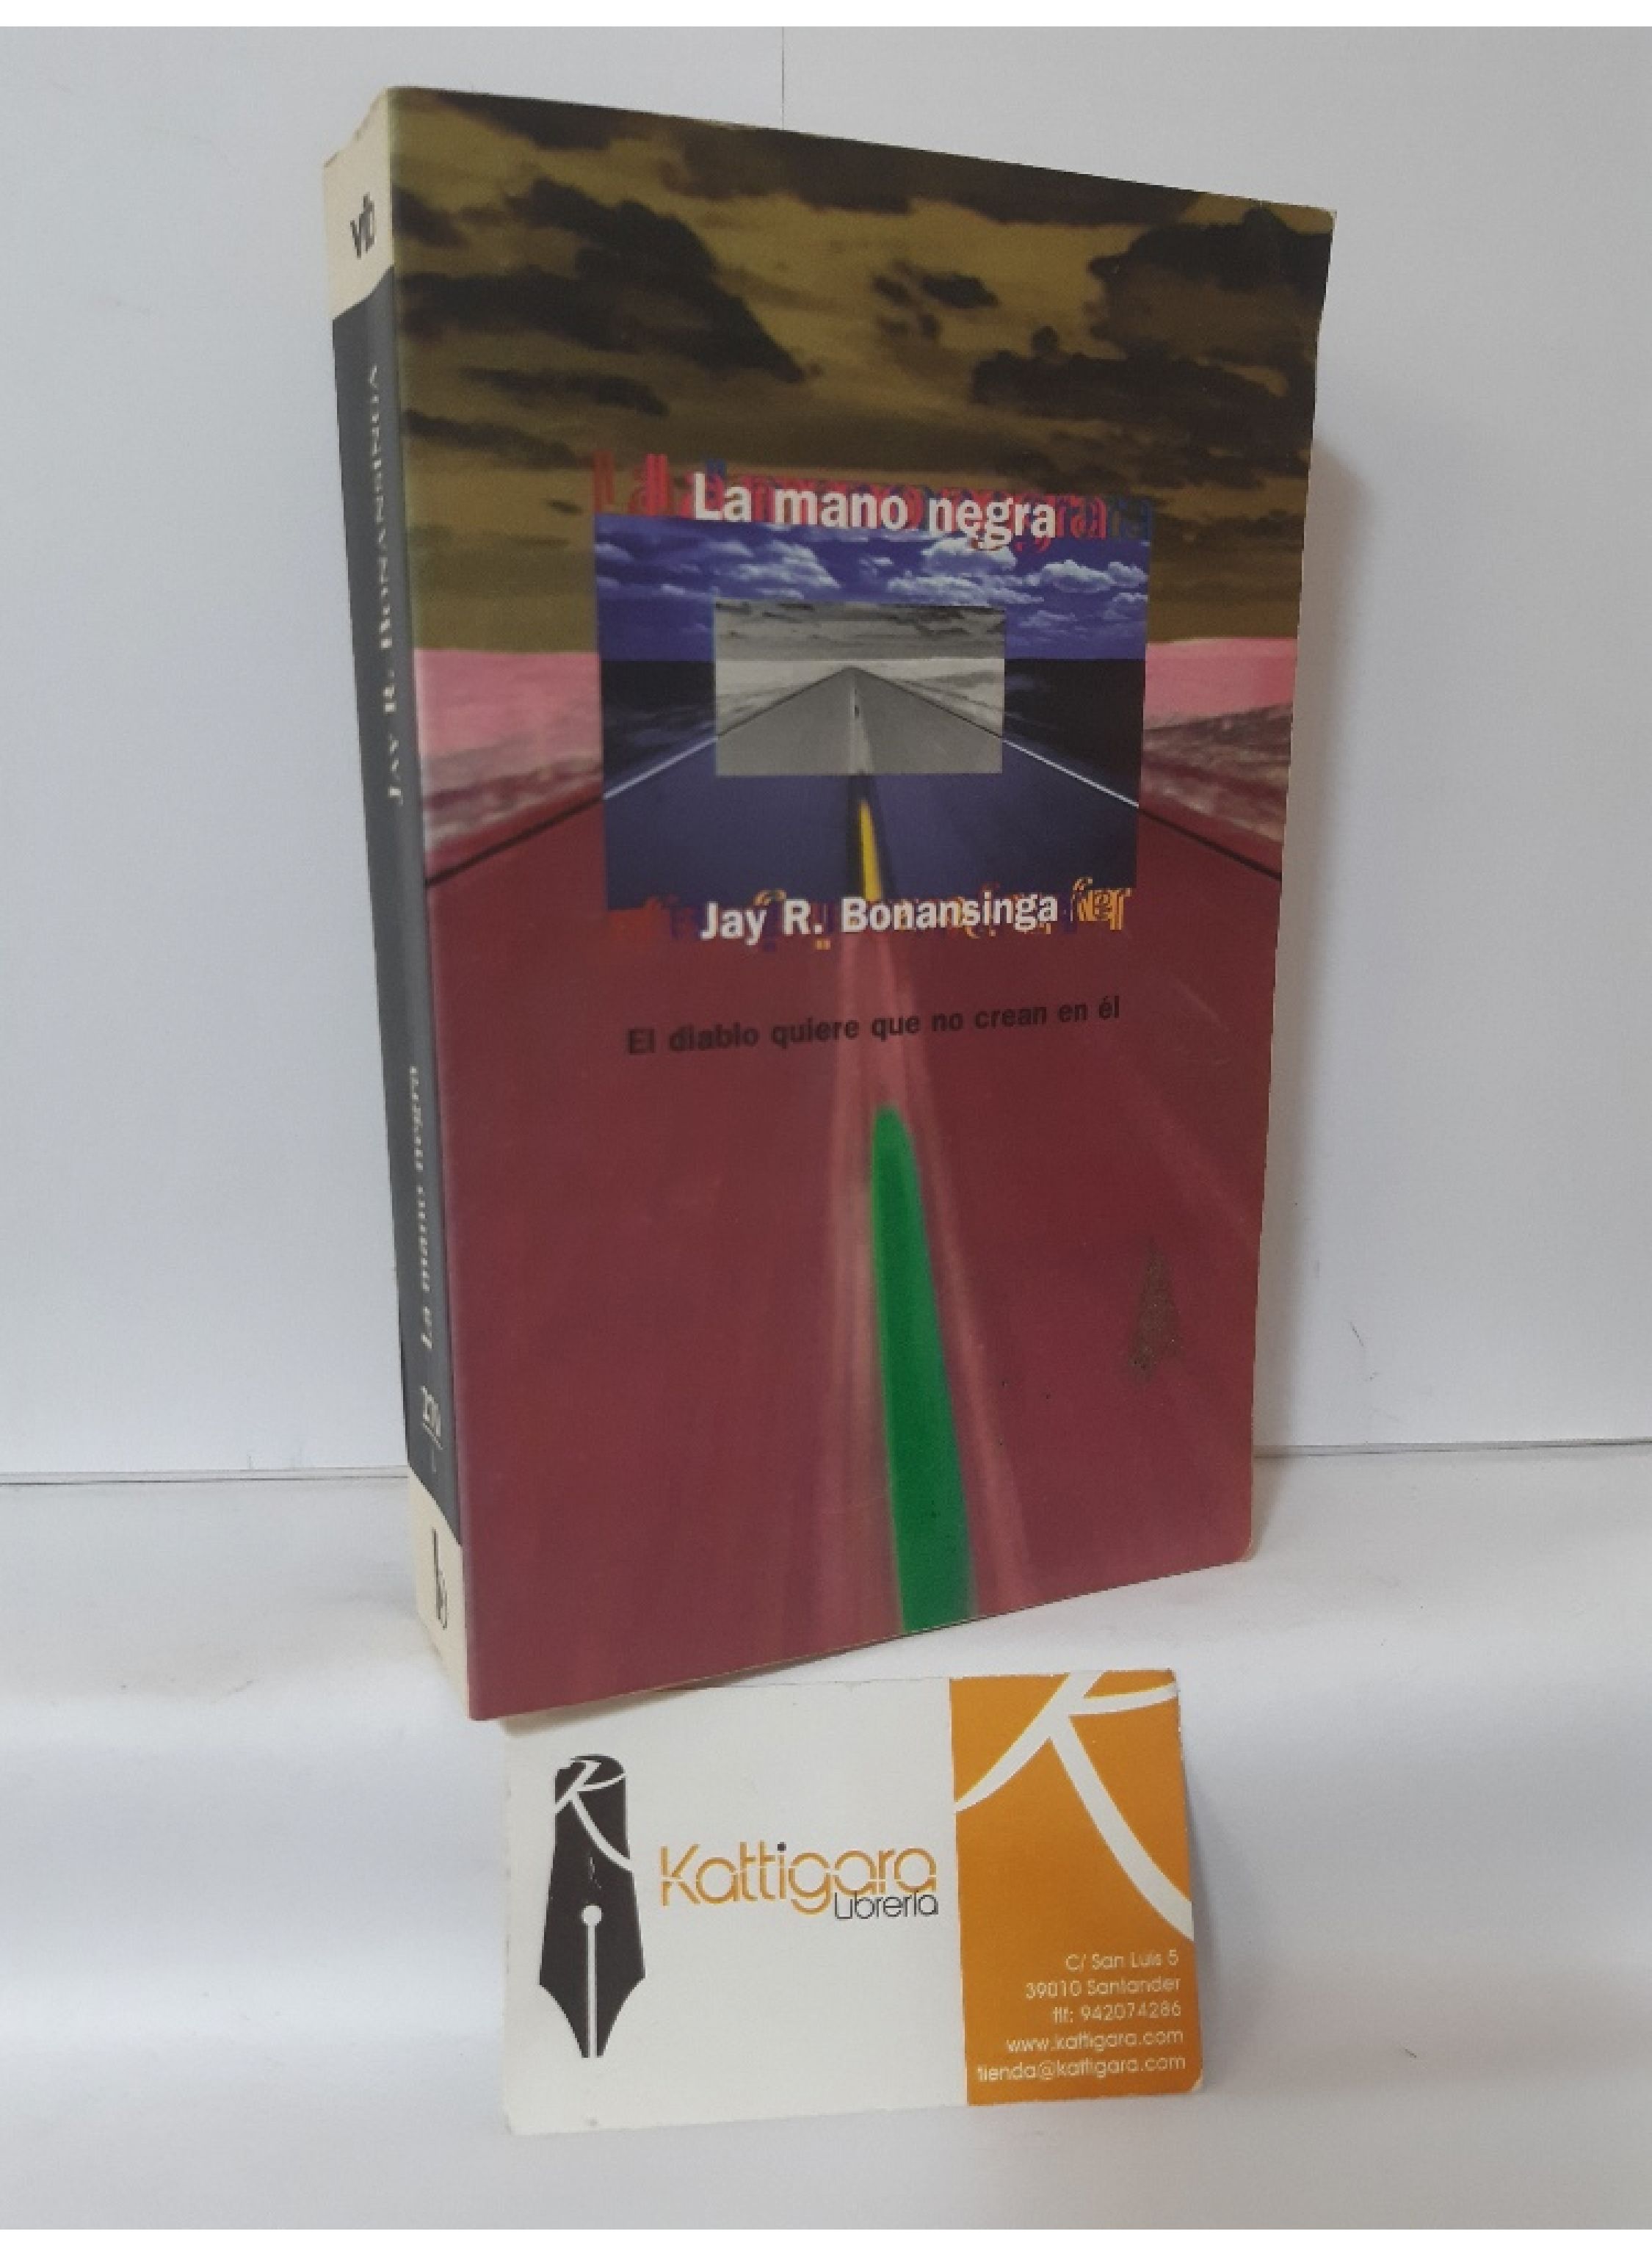 vib
JAY R. BONANSINGA
La mano negra
La mano negra
Jay R. Bonansinga
El diablo quiere que no crean en él
Kattigara
Librería
C/ San Luis 5
39010 Santander
tlf: 942074286
www.kattigara.com
tienda@kattigara.com